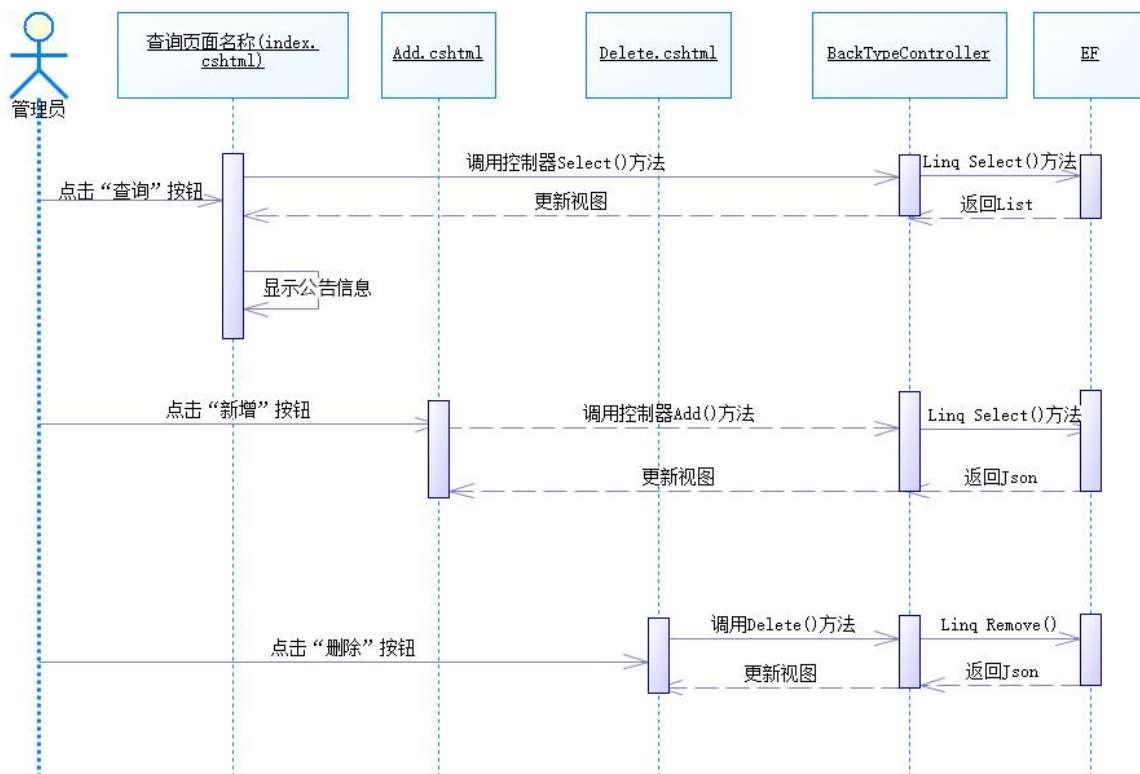 查询页面名称(index.
cshtml)
Add.cshtml
Delete.cshtml
BackTypeController
EF
管理员
调用控制器Select()方法
Linq Select()方法
点击“查询”按钮
更新视图
返回List
显示公告信息
点击“新增”按钮
调用控制器Add()方法
Linq Select()方法
更新视图
返回Json
调用Delete()方法
Linq Remove()
点击“删除”按钮
更新视图
返回Json